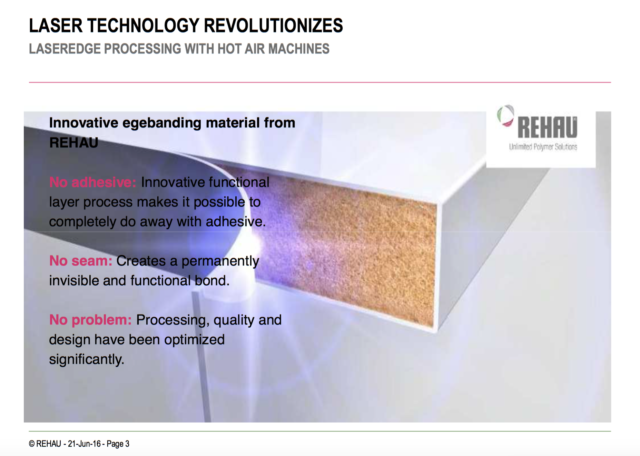 LASER TECHNOLOGY REVOLUTIONIZES
LASEREDGE PROCESSING WITH HOT AIR MACHINES
Innovative egebanding material from
REHAU
No adhesive: Innovative functional
layer process makes it possible to
completely do away with adhesive.
No seam: Creates a permanently
invisible and functional bond.
No problem: Processing, quality and
design have been optimized
significantly.
REHAU
Unlimited Polymer Solutions
© REHAU - 21-Jun-16 - Page 3